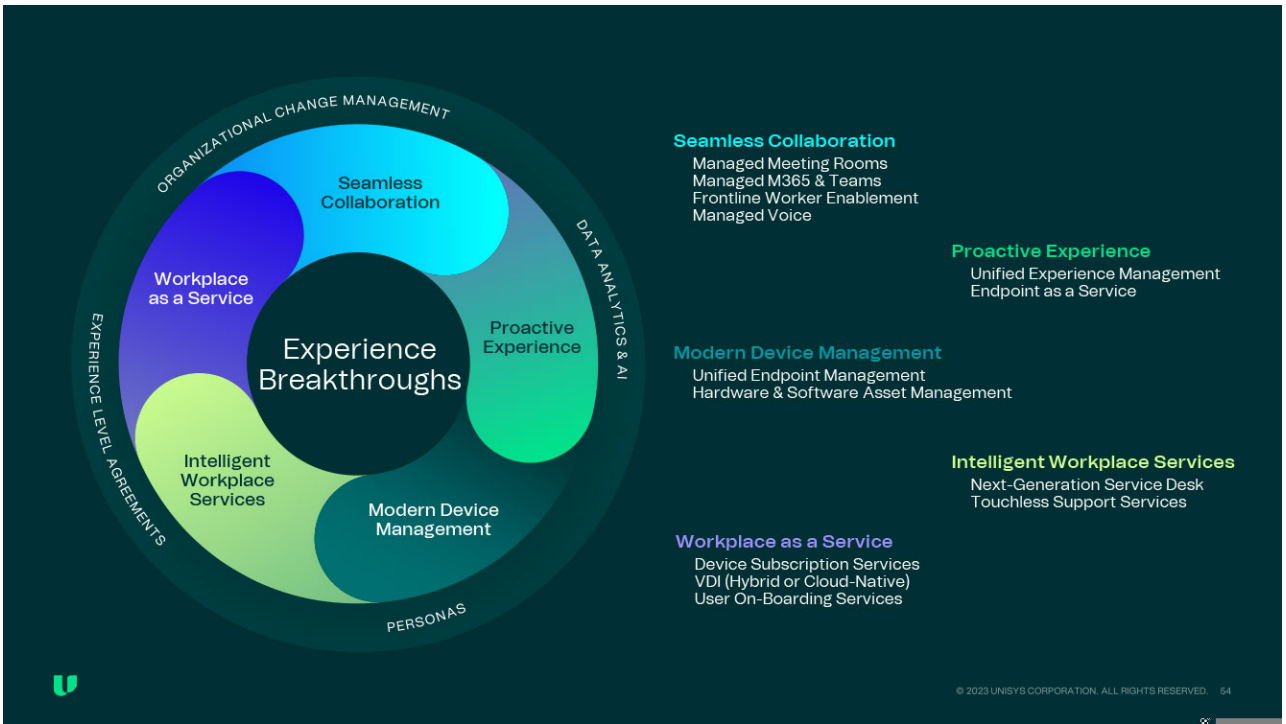 ORGANIZATIONAL CHANGE MANAGEMENT
DATA ANALYTICS & AI
PERSONAS
EXPERIENCE LEVEL AGREEMENTS
Seamless
Collaboration
Proactive
Experience
Modern Device
Management
Intelligent
Workplace
Services
Workplace
as a Service
Experience
Breakthroughs
Seamless Collaboration
Managed Meeting Rooms
Managed M365 & Teams
Frontline Worker Enablement
Managed Voice
Proactive Experience
Unified Experience Management
Endpoint as a Service
Modern Device Management
Unified Endpoint Management
Hardware & Software Asset Management
Intelligent Workplace Services
Next-Generation Service Desk
Touchless Support Services
Workplace as a Service
Device Subscription Services
VDI (Hybrid or Cloud-Native)
User On-Boarding Services
© 2023 UNISYS CORPORATION. ALL RIGHTS RESERVED. 54